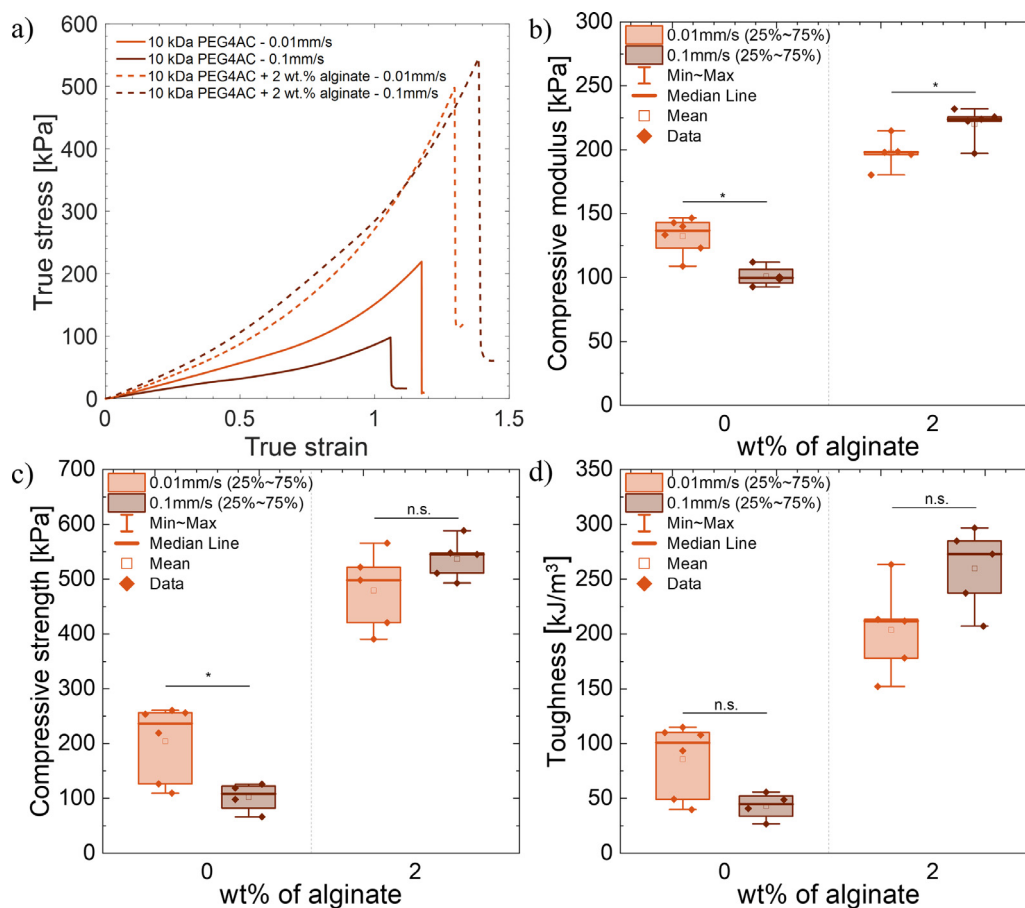 a)
600
500
400
300
200
100
0
True stress [kPa]
10 kDa PEG4AC - 0.01mm/s
10 kDa PEG4AC - 0.1mm/s
10 kDa PEG4AC + 2 wt.% alginate - 0.01mm/s
10 kDa PEG4AC + 2 wt.% alginate - 0.1mm/s
0 0.5 1 1.5
True strain
b)
300
250
200
150
100
50
0
Compressive modulus [kPa]
0.01mm/s (25%~75%)
0.1mm/s (25%~75%)
Min~Max
Median Line
Mean
Data
*
*
0 2
wt% of alginate
c)
700
600
500
400
300
200
100
0
Compressive strength [kPa]
0.01mm/s (25%~75%)
0.1mm/s (25%~75%)
Min~Max
Median Line
Mean
Data
*
n.s.
0 2
wt% of alginate
d)
350
300
250
200
150
100
50
0
Toughness [kJ/m³]
0.01mm/s (25%~75%)
0.1mm/s (25%~75%)
Min~Max
Median Line
Mean
Data
n.s.
n.s.
0 2
wt% of alginate